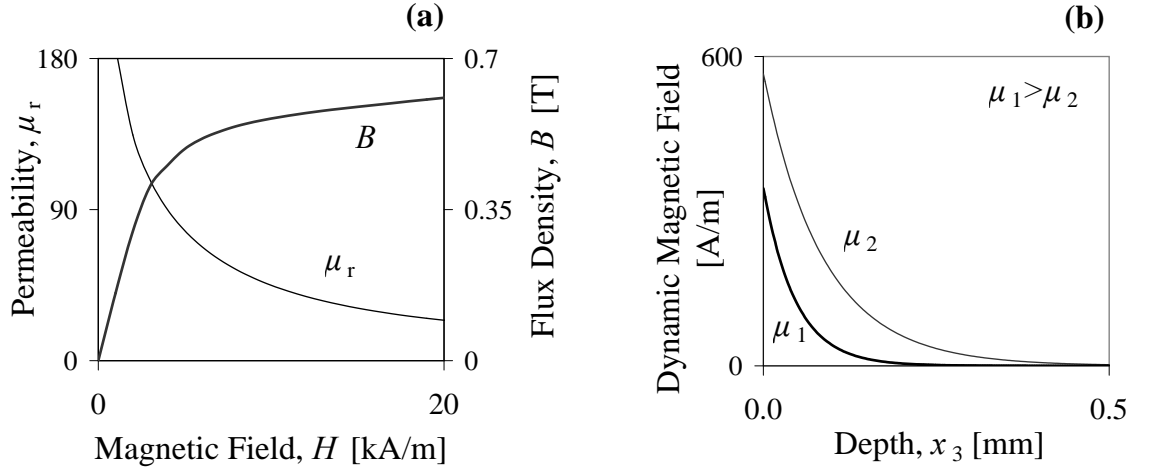 (a)
180
90
0
Permeability, μr
0.7
0.35
0
Flux Density, B [T]
B
μr
0
20
Magnetic Field, H [kA/m]
(b)
600
0
Dynamic Magnetic Field
[A/m]
μ1>μ2
μ2
μ1
0.0
0.5
Depth, x3 [mm]